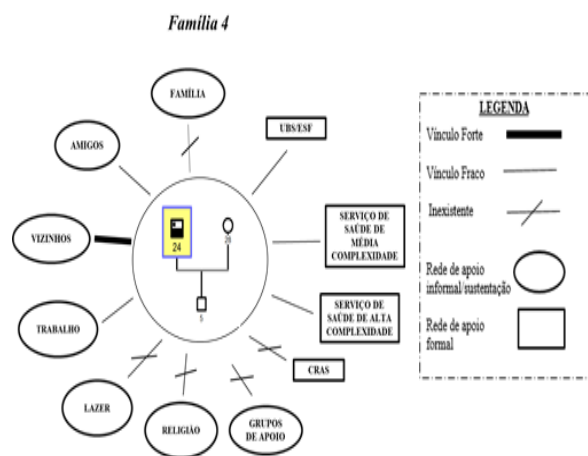 Família 4
FAMÍLIA
UBS/ESF
AMIGOS
VIZINHOS
24
5
SERVIÇO DE
SAÚDE DE
MÉDIA
COMPLEXIDADE
TRABALHO
SERVIÇO DE
SAÚDE DE ALTA
COMPLEXIDADE
CRAS
LAZER
RELIGIÃO
GRUPOS
DE APOIO
LEGENDA
Vínculo Forte
Vínculo Fraco
Inexistente
Rede de apoio
informal/sustentação
Rede de apoio
formal